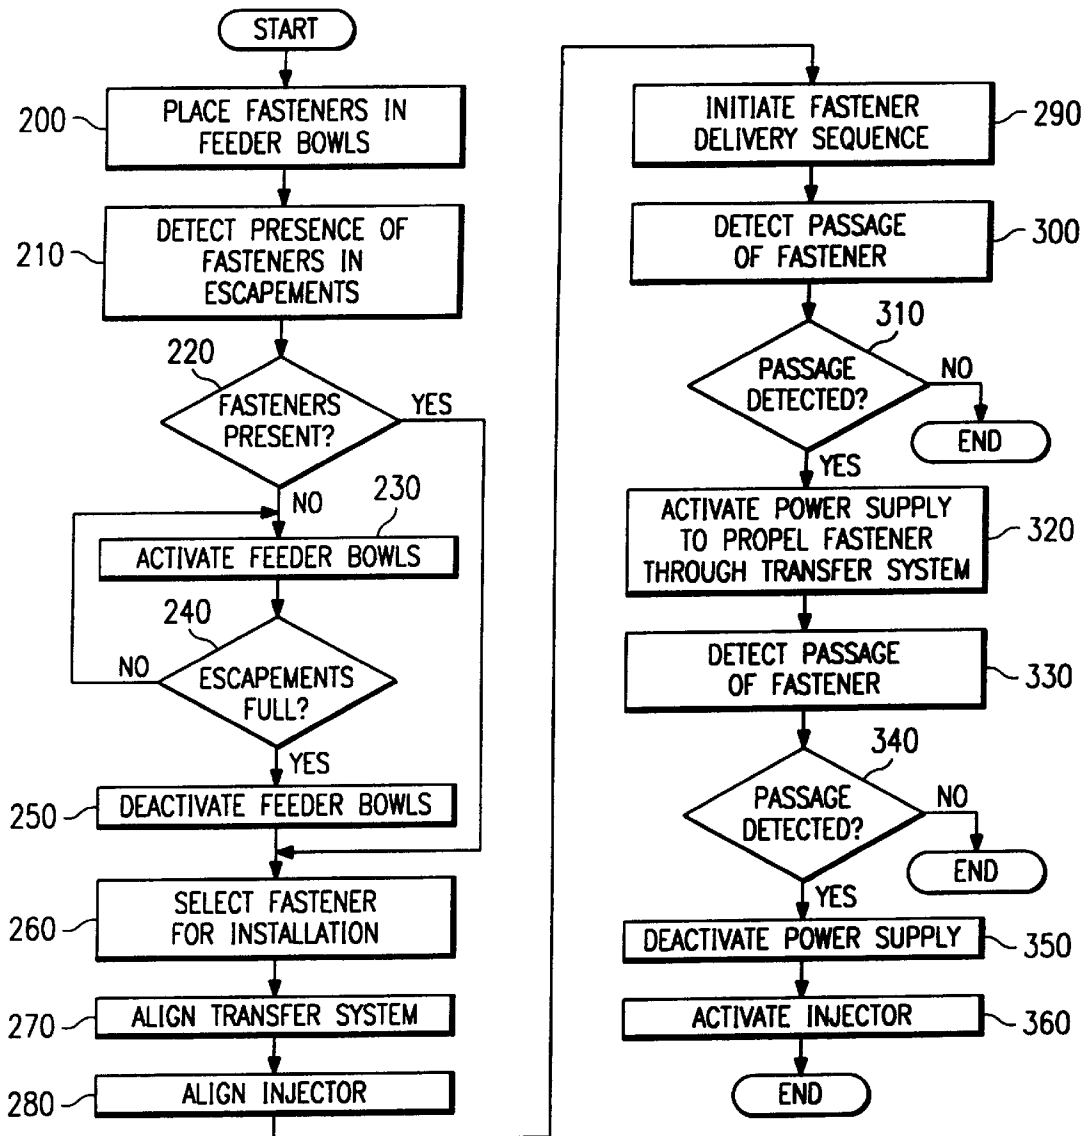 START
200
PLACE FASTENERS IN
FEEDER BOWLS
210
DETECT PRESENCE OF
FASTENERS IN
ESCAPEMENTS
220
FASTENERS
PRESENT?
YES
NO
230
ACTIVATE FEEDER BOWLS
240
NO
ESCAPEMENTS
FULL?
YES
250
DEACTIVATE FEEDER BOWLS
260
SELECT FASTENER
FOR INSTALLATION
270
ALIGN TRANSFER SYSTEM
280
ALIGN INJECTOR
INITIATE FASTENER
DELIVERY SEQUENCE
290
DETECT PASSAGE
OF FASTENER
300
310
PASSAGE
DETECTED?
NO
END
YES
ACTIVATE POWER SUPPLY
TO PROPEL FASTENER
THROUGH TRANSFER SYSTEM
320
DETECT PASSAGE
OF FASTENER
330
340
PASSAGE
DETECTED?
NO
END
YES
DEACTIVATE POWER SUPPLY
350
ACTIVATE INJECTOR
360
END